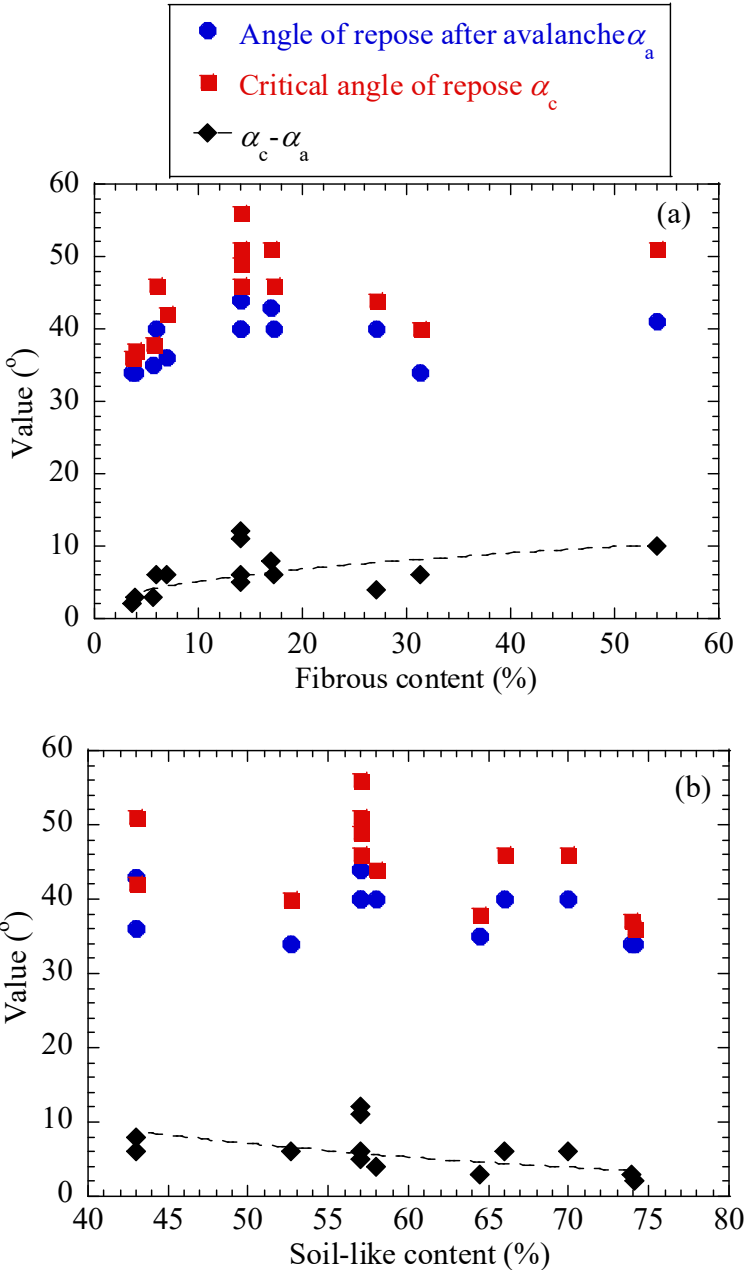 Angle of repose after avalanche α_a
Critical angle of repose α_c
α_c-α_a
(a)
60
50
40
30
20
10
0
Value (°)
0 10 20 30 40 50 60
Fibrous content (%)
(b)
60
50
40
30
20
10
0
Value (°)
40 45 50 55 60 65 70 75 80
Soil-like content (%)